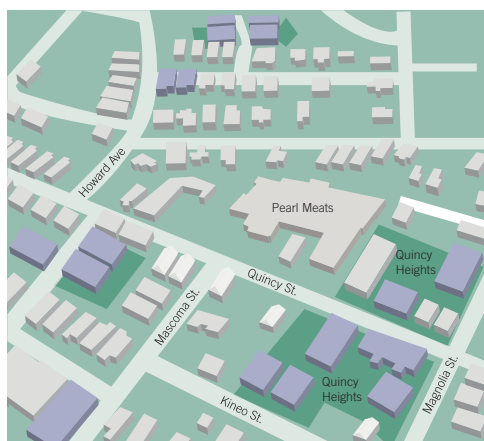 Howard Ave
Pearl Meats
Quincy
Heights
Quincy St.
Mascoma St.
Magnolia St.
Quincy
Heights
Kineo St.